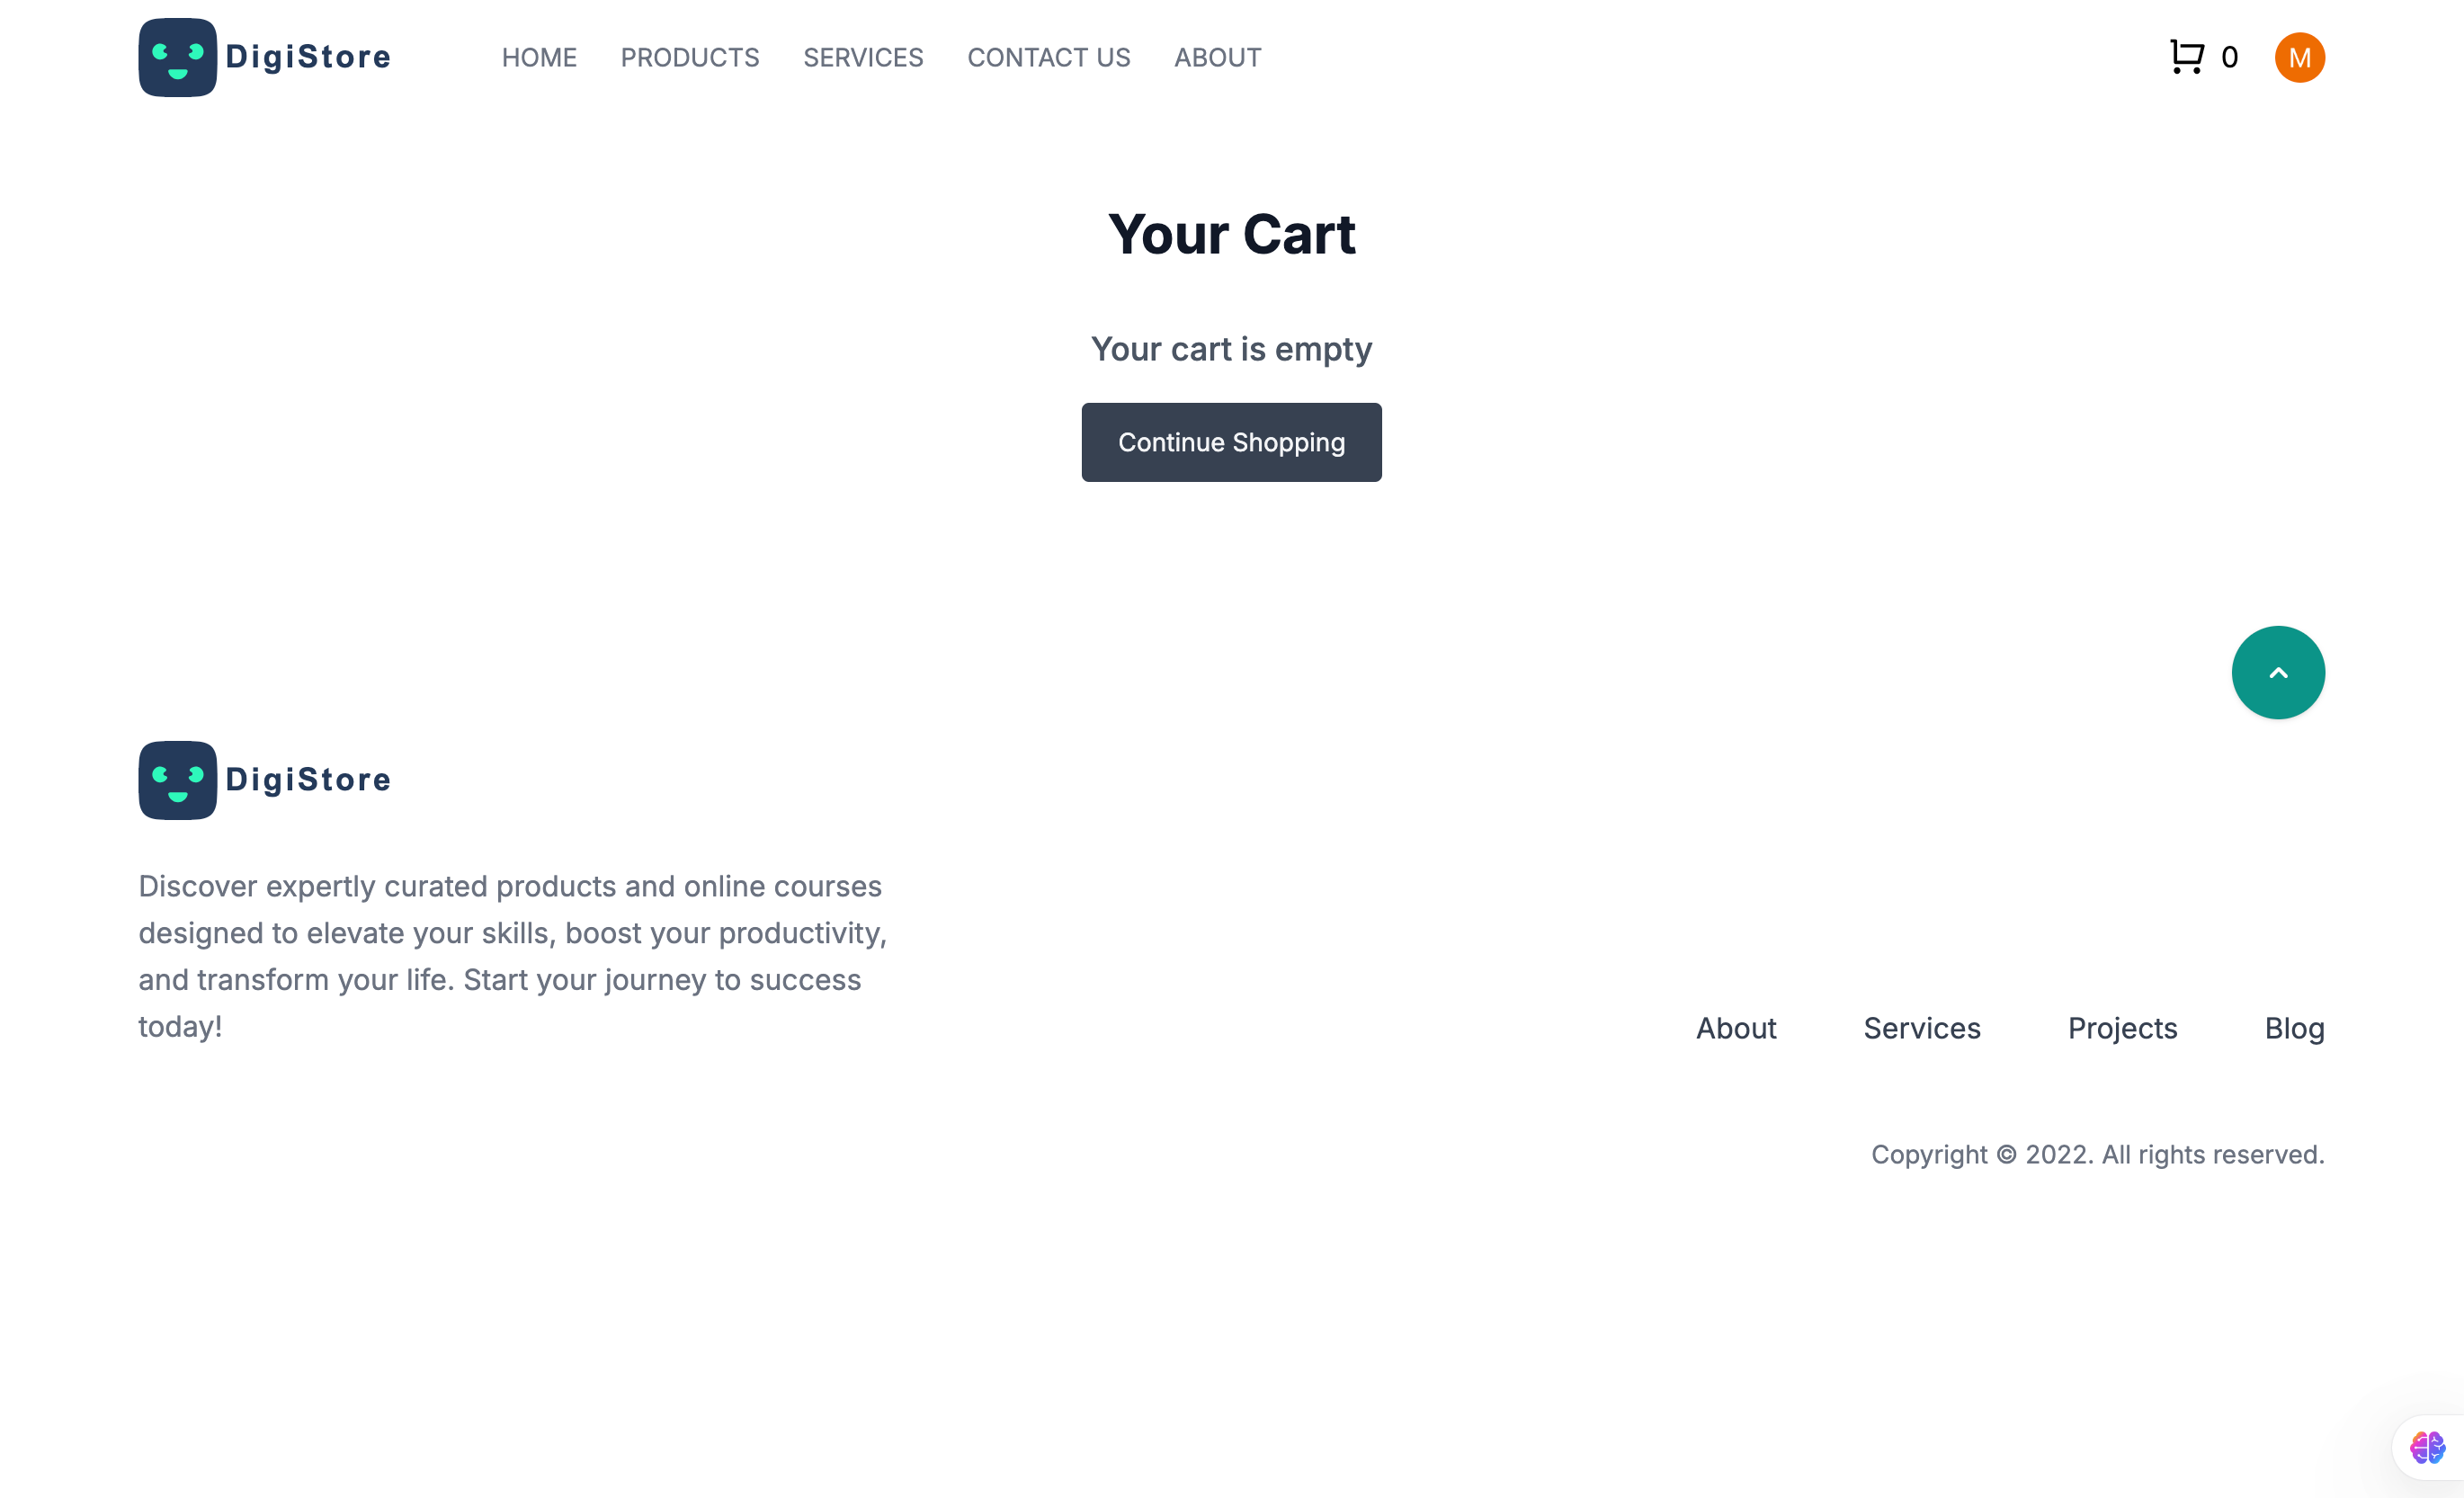 DigiStore
HOME PRODUCTS SERVICES CONTACT US ABOUT
0
M
Your Cart
Your cart is empty
Continue Shopping
DigiStore
Discover expertly curated products and online courses
designed to elevate your skills, boost your productivity,
and transform your life. Start your journey to success
today!
About Services Projects Blog
Copyright © 2022. All rights reserved.